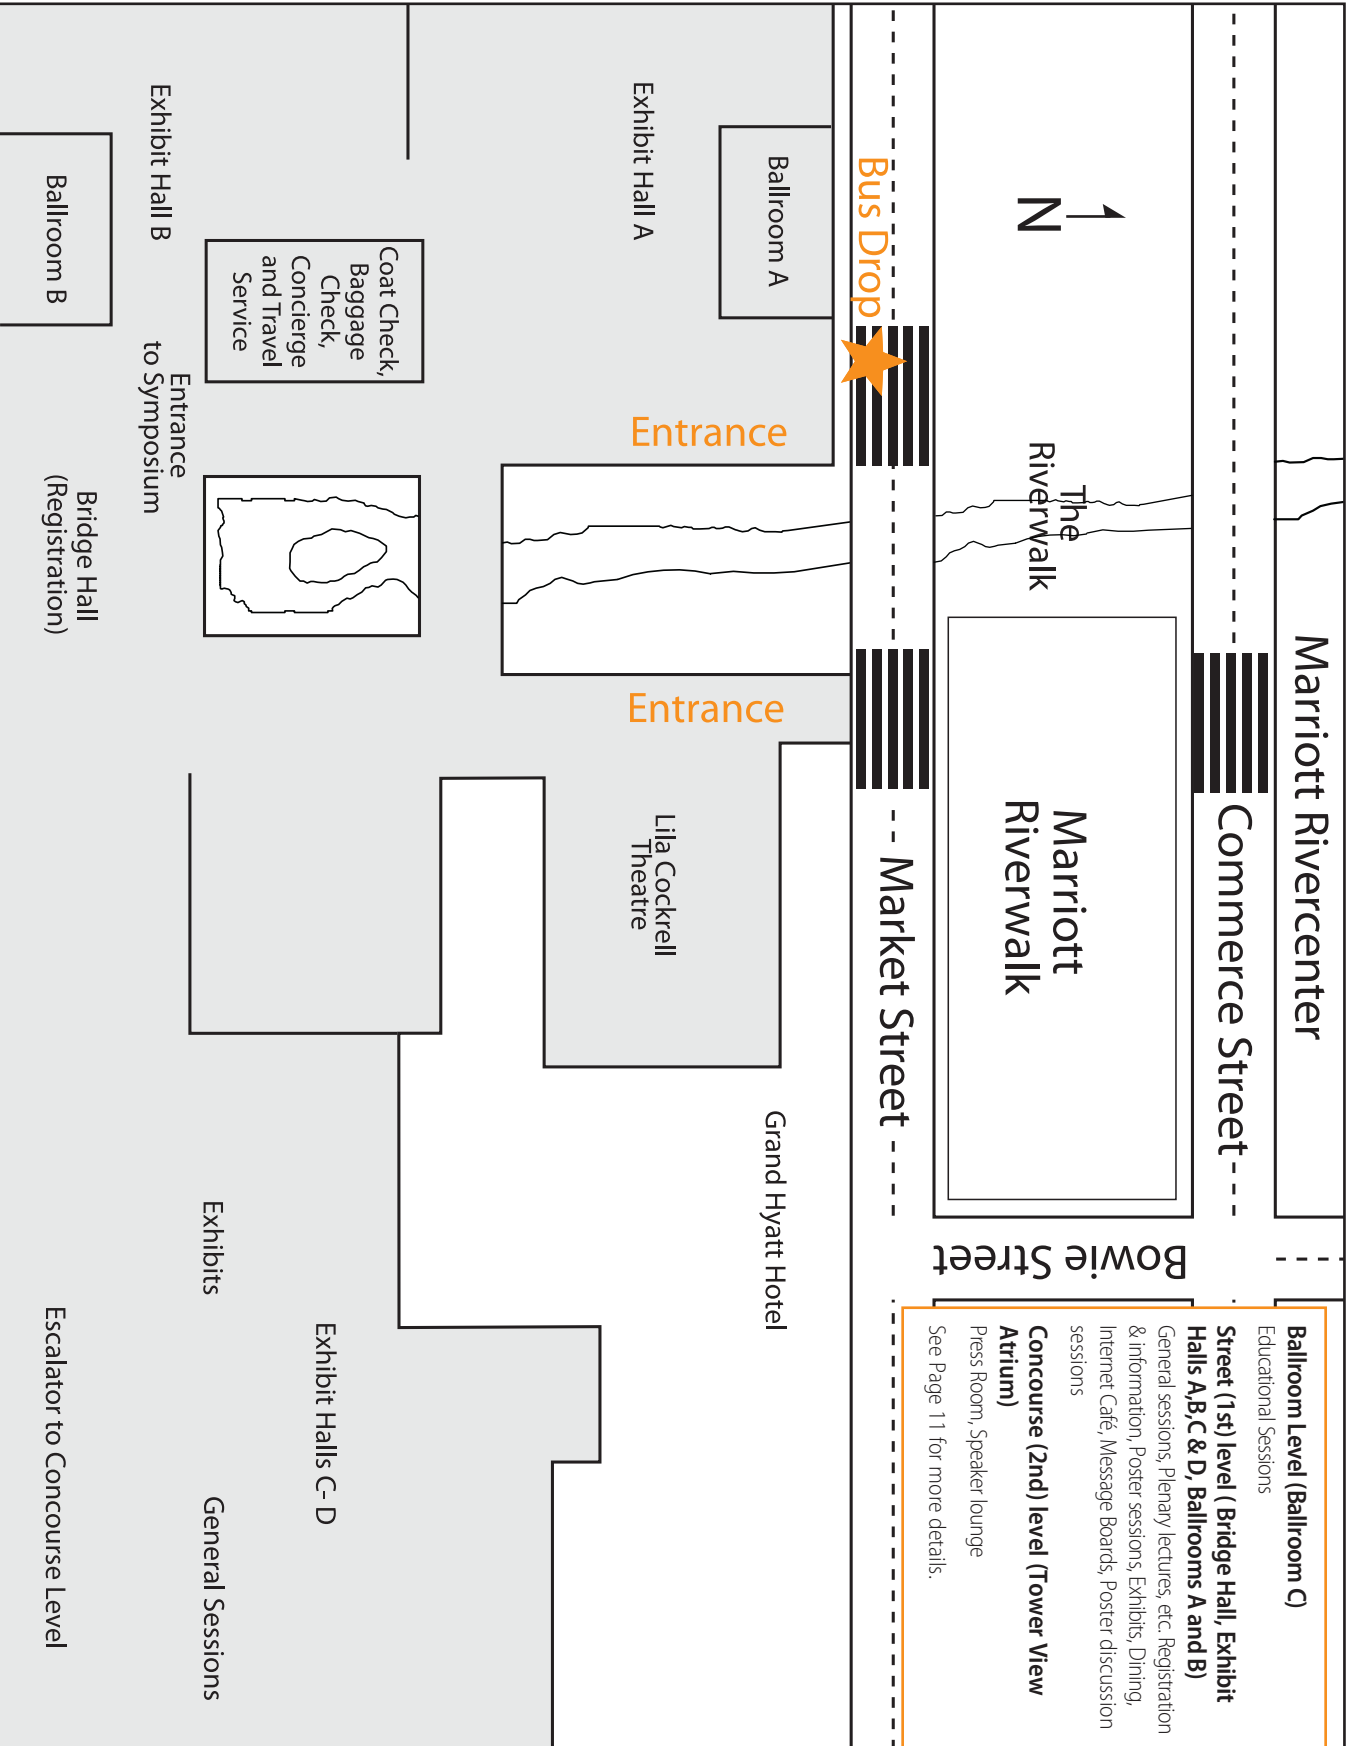 Marriott Rivercenter
Commerce Street
Bowie Street
Ballroom Level (Ballroom C)
Educational Sessions
Street (1st) level ( Bridge Hall, Exhibit
Halls A,B,C & D, Ballrooms A and B)
General sessions, Plenary lectures, etc. Registration
& information, Poster sessions, Exhibits, Dining,
Internet Café, Message Boards, Poster discussion
sessions
Concourse (2nd) level (Tower View
Atrium)
Press Room, Speaker lounge
See Page 11 for more details.
N
The
Riverwalk
Marriott
Riverwalk
Market Street
Bus Drop
Ballroom A
Exhibit Hall A
Entrance
Entrance
Lila Cockrell
Theatre
Grand Hyatt Hotel
Coat Check,
Baggage
Check,
Concierge
and Travel
Service
Exhibit Hall B
Ballroom B
Entrance
to Symposium
Bridge Hall
(Registration)
Exhibit Halls C- D
Exhibits
General Sessions
Escalator to Concourse Level